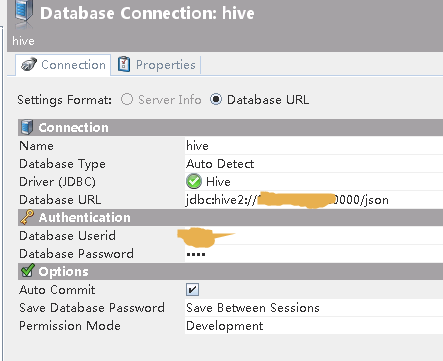 Database Connection: hive
hive
Connection Properties
Settings Format: Server Info Database URL
Connection
Name hive
Database Type Auto Detect
Driver (JDBC) Hive
Database URL jdbc:hive2:// 0000/json
Authentication
Database Userid
Database Password ••••
Options
Auto Commit
Save Database Password Save Between Sessions
Permission Mode Development